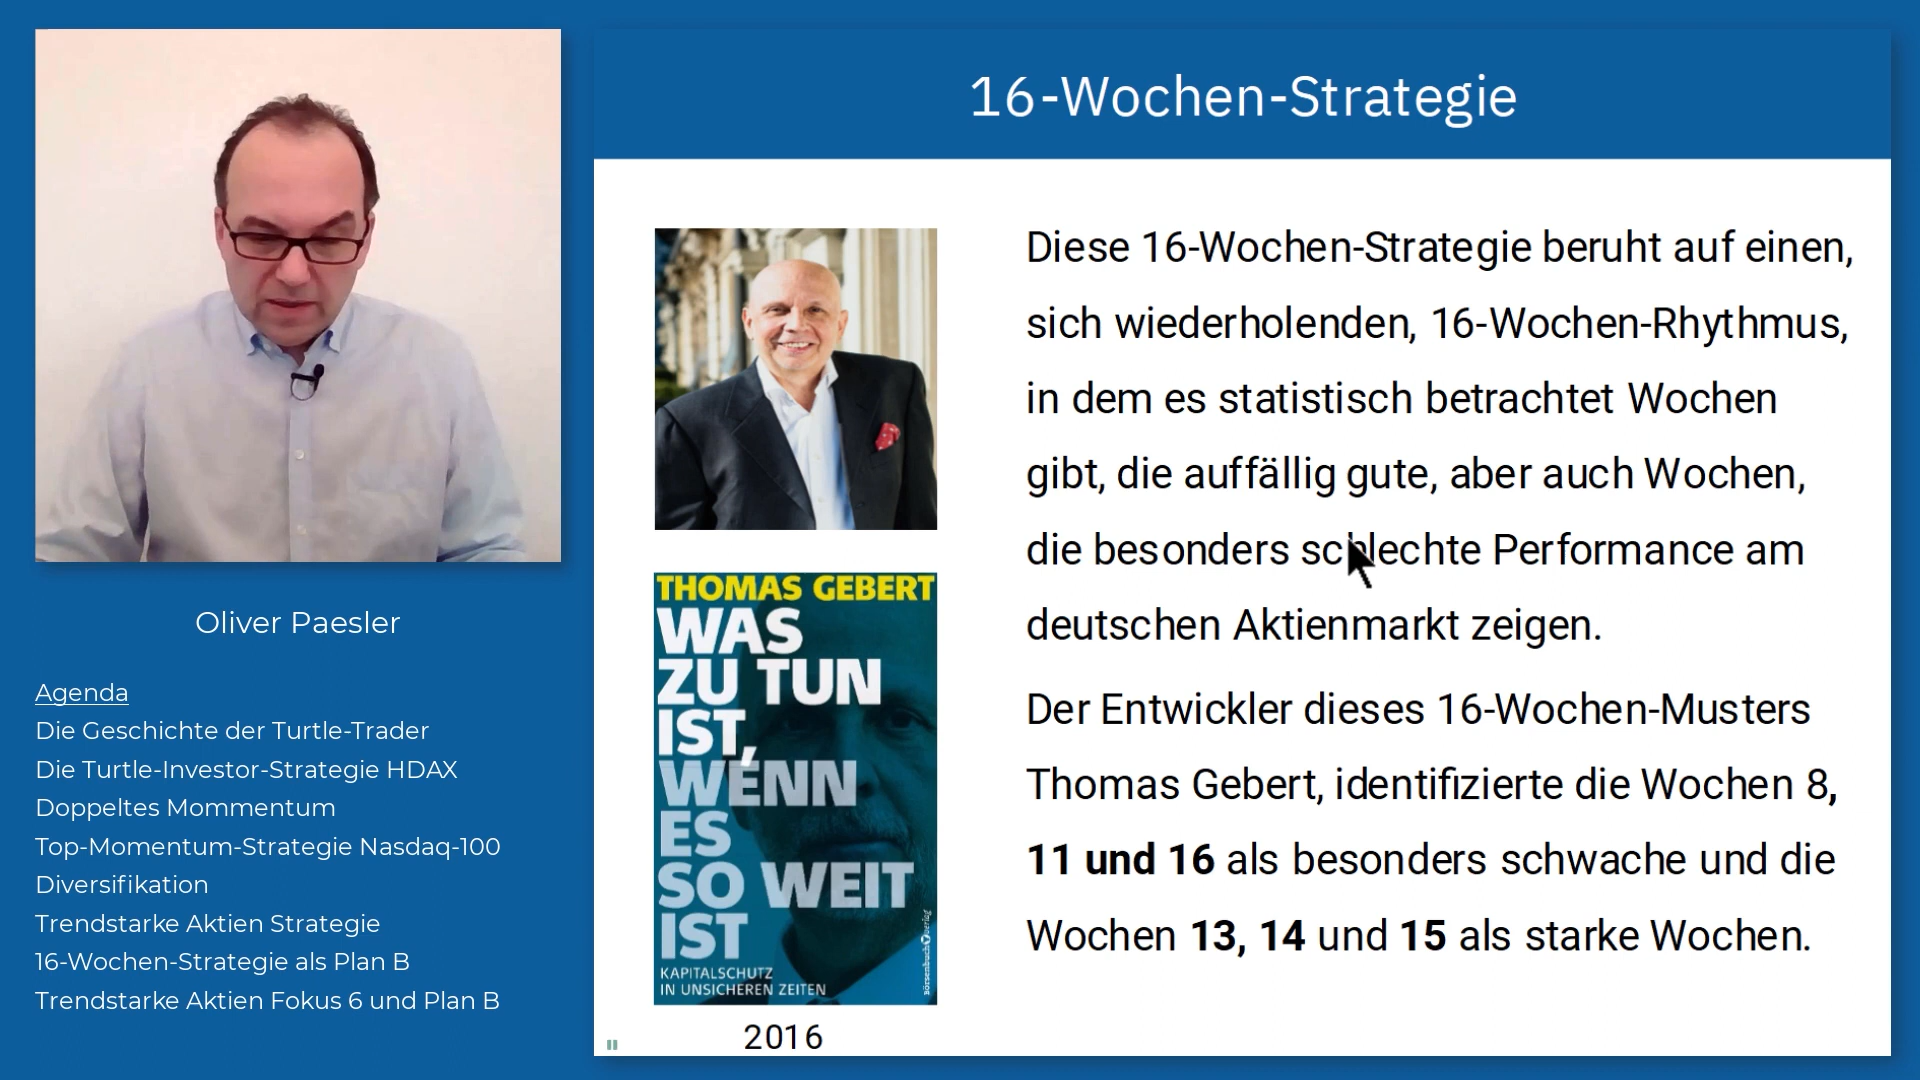 16-Wochen-Strategie
Oliver Paesler
Agenda
Die Geschichte der Turtle-Trader
Die Turtle-Investor-Strategie HDAX
Doppeltes Mommentum
Top-Momentum-Strategie Nasdaq-100
Diversifikation
Trendstarke Aktien Strategie
16-Wochen-Strategie als Plan B
Trendstarke Aktien Fokus 6 und Plan B
THOMAS GEBERT
WAS
ZU TUN
IST,
WENN
ES
SO WEIT
IST
KAPITALSCHUTZ
IN UNSICHEREN ZEITEN
Börsenbuchverlag
2016
Diese 16-Wochen-Strategie beruht auf einen,
sich wiederholenden, 16-Wochen-Rhythmus,
in dem es statistisch betrachtet Wochen
gibt, die auffällig gute, aber auch Wochen,
die besonders schlechte Performance am
deutschen Aktienmarkt zeigen.
Der Entwickler dieses 16-Wochen-Musters
Thomas Gebert, identifizierte die Wochen 8,
11 und 16 als besonders schwache und die
Wochen 13, 14 und 15 als starke Wochen.